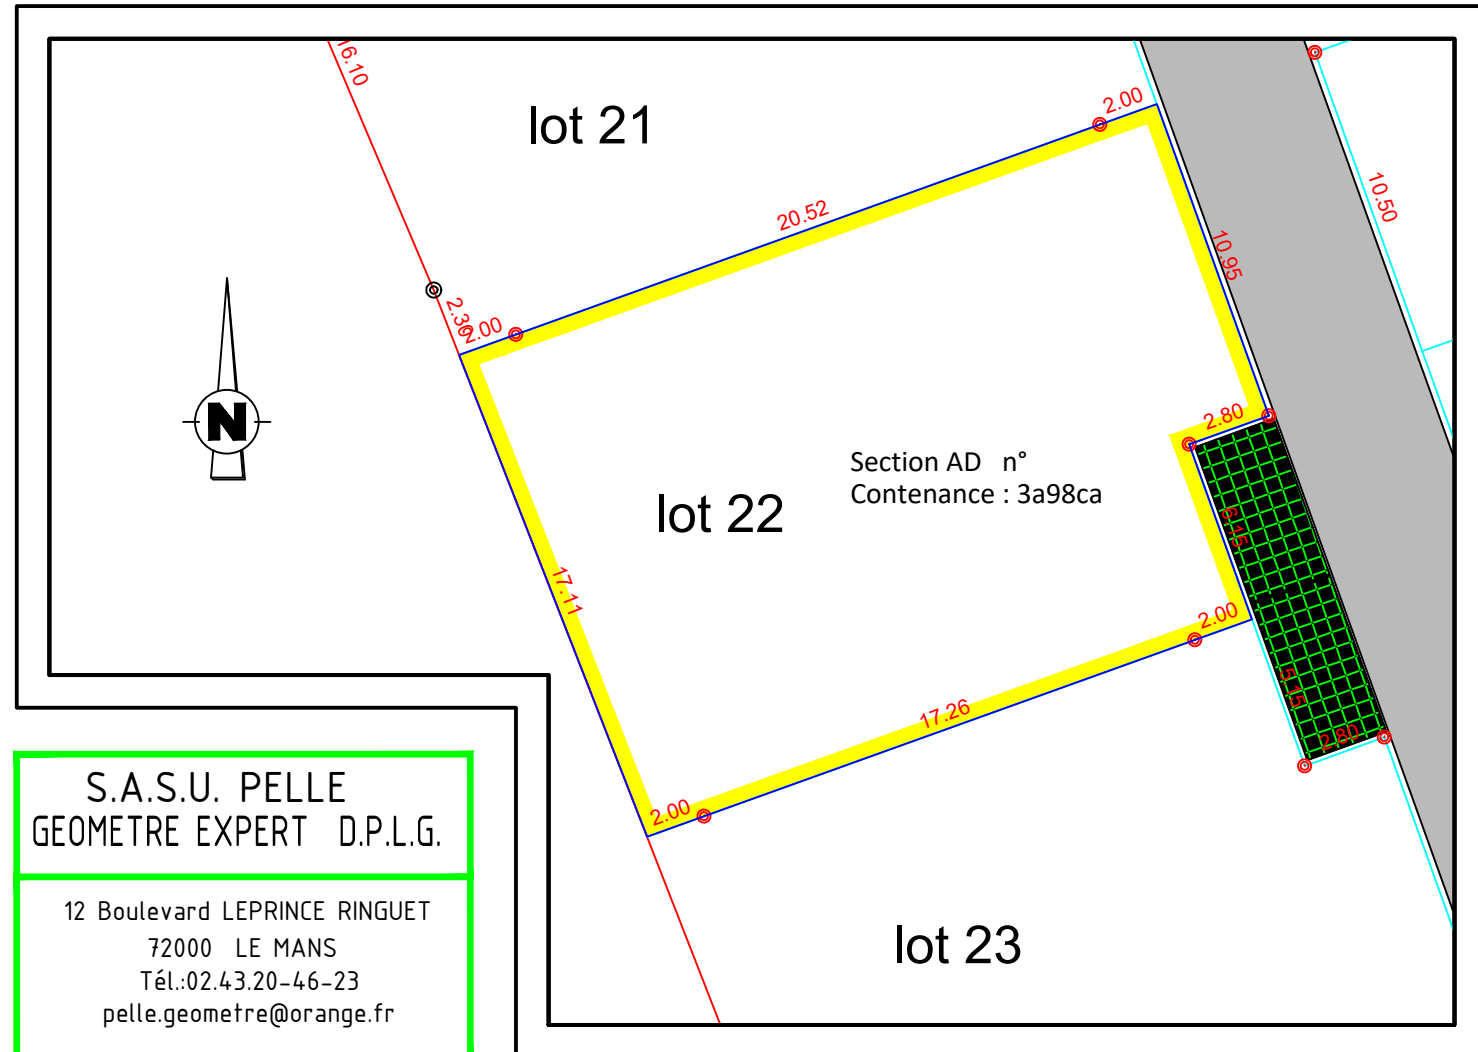 16.10
lot 21
2.00
20.52
10.50
10.95
2.30
2.00
N
2.80
Section AD n°
Contenance : 3a98ca
lot 22
6.15
17.11
2.00
5.15
17.26
2.80
2.00
lot 23
S.A.S.U. PELLE
GEOMETRE EXPERT D.P.L.G.
12 Boulevard LEPRINCE RINGUET
72000 LE MANS
Tél.:02.43.20-46-23
pelle.geometre@orange.fr